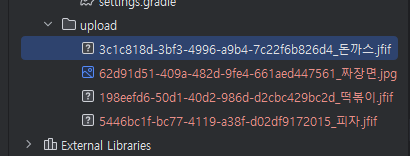 settings.gradle
upload
3c1c818d-3bf3-4996-a9b4-7c22f6b826d4_돈까스.jfif
62d91d51-409a-482d-9fe4-661aed447561_짜장면.jpg
198eefd6-50d1-40d2-986d-d2cbc429bc2d_떡볶이.jfif
5446bc1f-bc77-4119-a38f-d02df9172015_피자.jfif
External Libraries